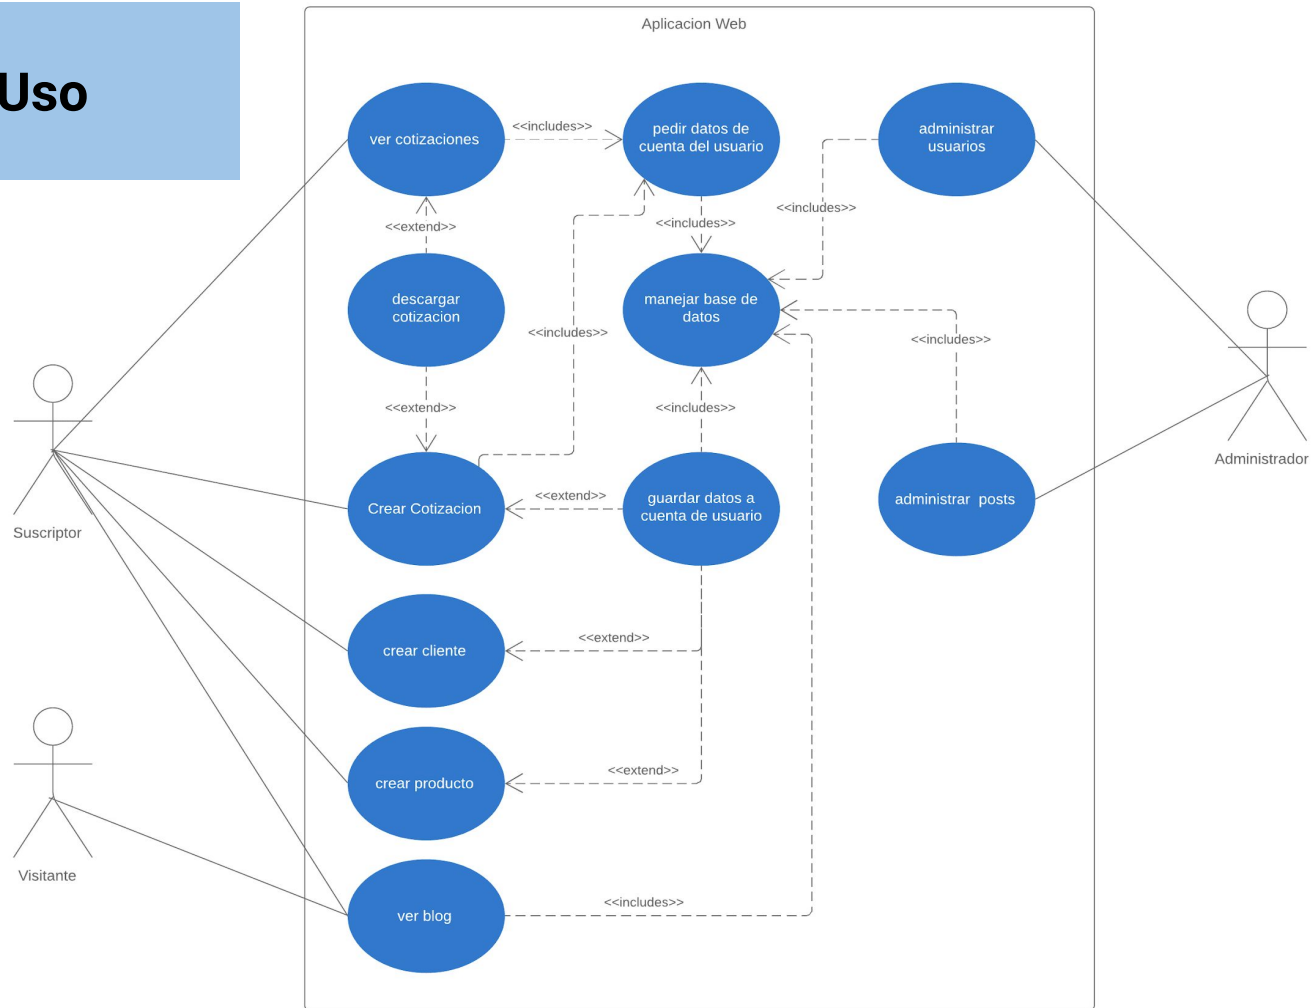 Uso
Aplicacion Web
ver cotizaciones
<<includes>>
pedir datos de
cuenta del usuario
administrar
usuarios
<<extend>>
<<includes>>
<<includes>>
descargar
cotizacion
manejar base de
datos
<<includes>>
<<includes>>
<<extend>>
<<includes>>
Administrador
Crear Cotizacion
<<extend>>
guardar datos a
cuenta de usuario
administrar  posts
Suscriptor
crear cliente
<<extend>>
crear producto
<<extend>>
Visitante
ver blog
<<includes>>